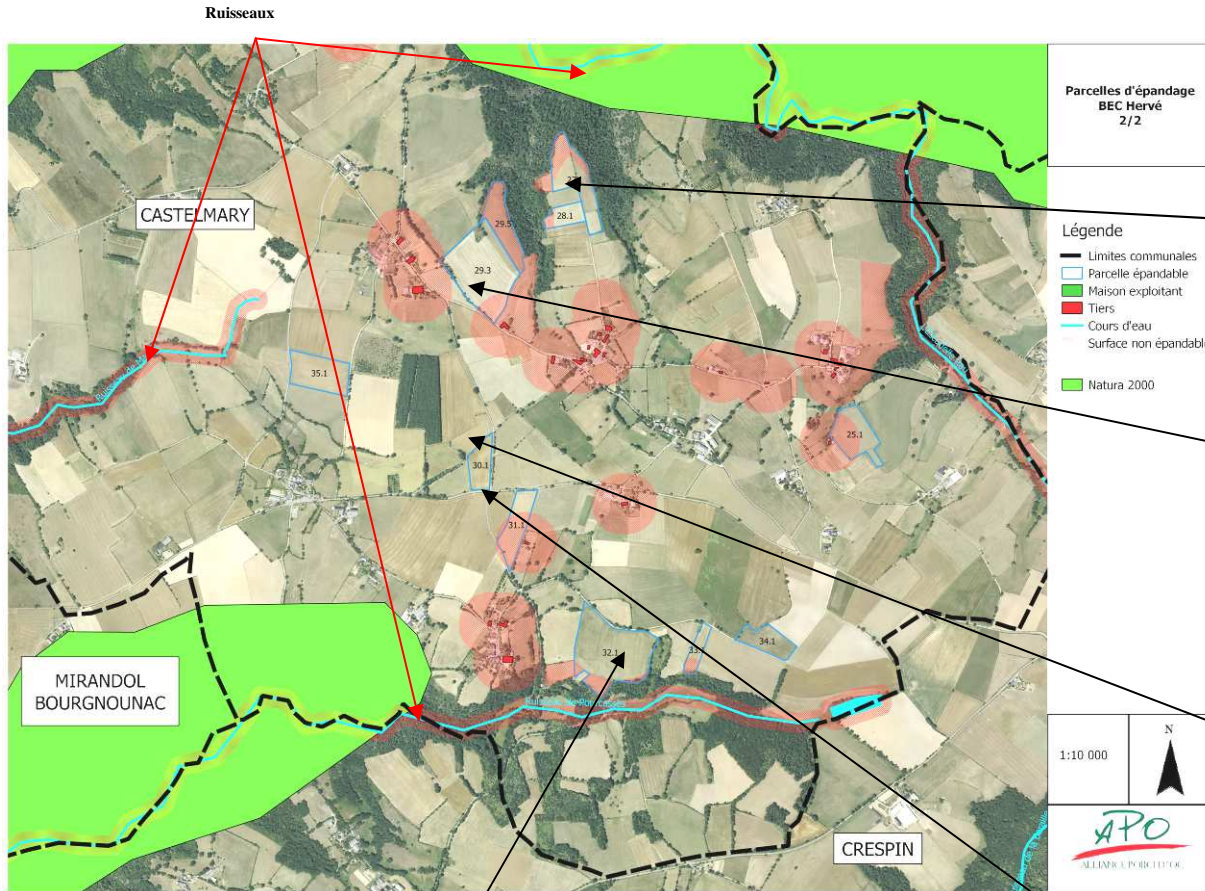 Ruisseaux
Parcelles d'épandage
BEC Hervé
2/2
CASTELMARY
28.1
29.5
29.3
35.1
25.1
30.1
31.1
32.1
34.1
MIRANDOL
BOURGNOUNAC
CRESPIN
Légende
Limites communales
Parcelle épandable
Maison exploitant
Tiers
Cours d'eau
Surface non épandable
Natura 2000
1:10 000
N
APO
ALLIANCE PORCI D'OC